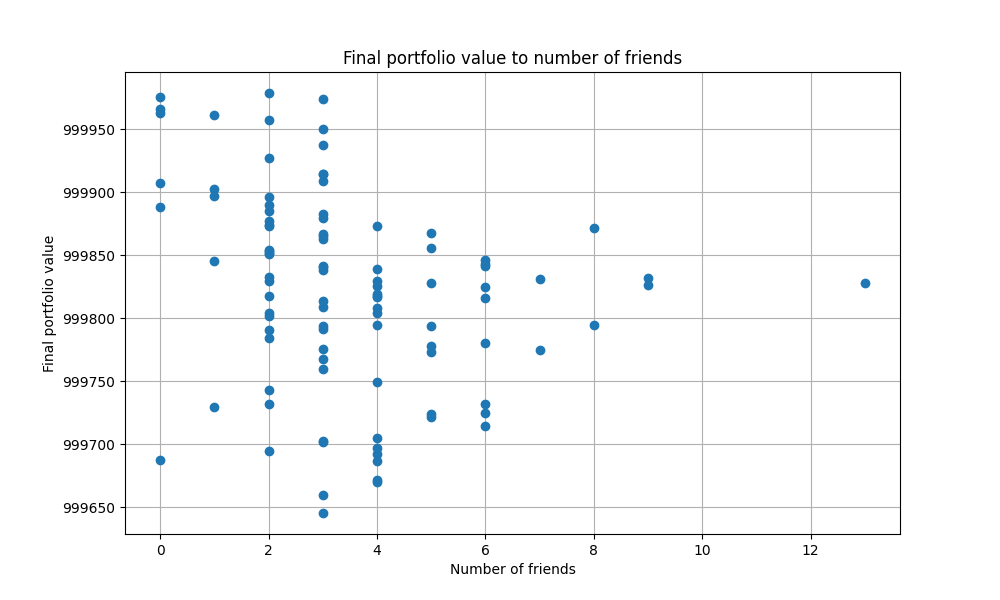 Final portfolio value to number of friends
Final portfolio value
999950
999900
999850
999800
999750
999700
999650
0 2 4 6 8 10 12
Number of friends